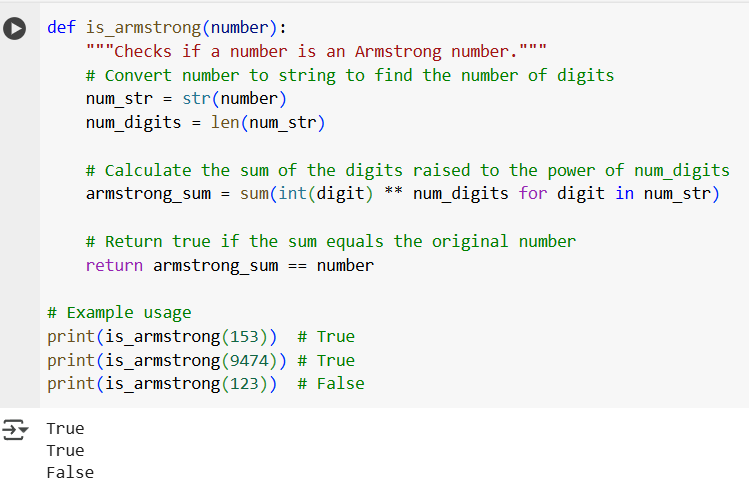 def is_armstrong(number):
    """Checks if a number is an Armstrong number."""
    # Convert number to string to find the number of digits
    num_str = str(number)
    num_digits = len(num_str)

    # Calculate the sum of the digits raised to the power of num_digits
    armstrong_sum = sum(int(digit) ** num_digits for digit in num_str)

    # Return true if the sum equals the original number
    return armstrong_sum == number

# Example usage
print(is_armstrong(153))  # True
print(is_armstrong(9474)) # True
print(is_armstrong(123))  # False
True
True
False